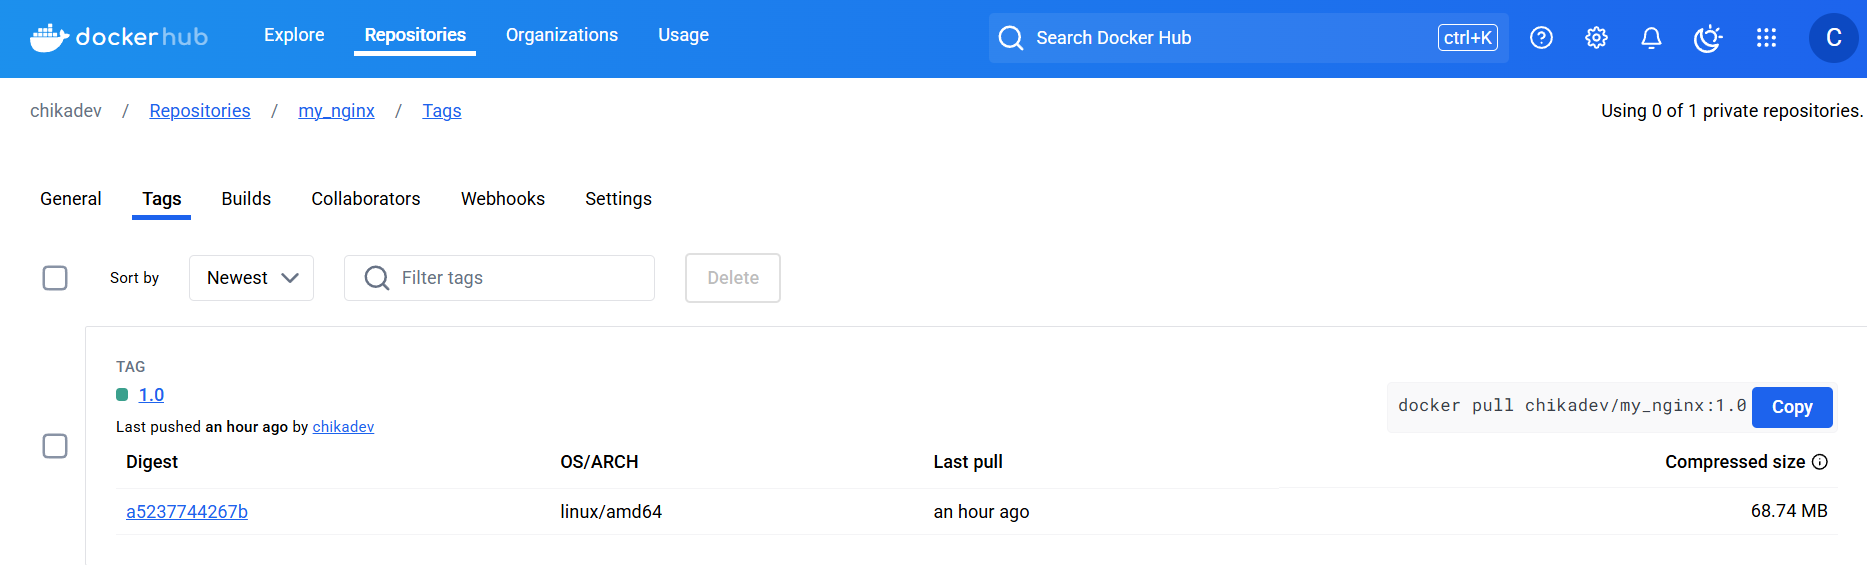 docker hub Explore Repositories Organizations Usage Search Docker Hub ctrl+K C
chikadev / Repositories / my_nginx / Tags Using 0 of 1 private repositories.
General Tags Builds Collaborators Webhooks Settings
Sort by Newest Filter tags Delete
TAG
1.0
docker pull chikadev/my_nginx:1.0 Copy
Last pushed an hour ago by chikadev
Digest OS/ARCH Last pull Compressed size
a5237744267b linux/amd64 an hour ago 68.74 MB